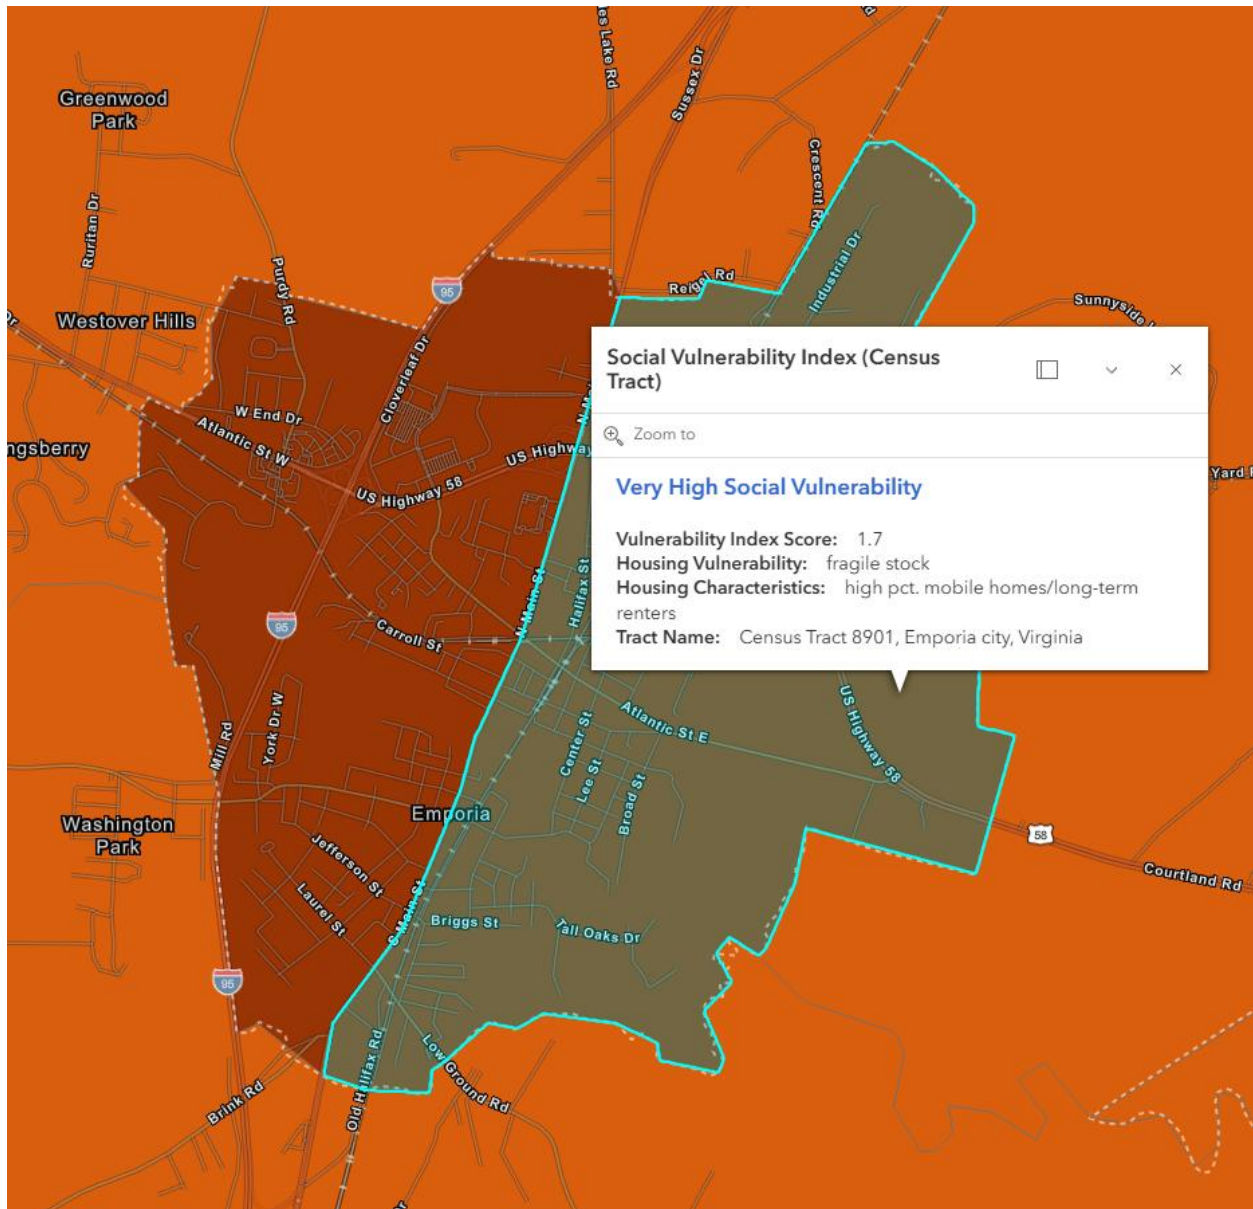 Greenwood
Park
Sussex Dr
Crescent Rd
Ruritan Dr
Purdy Rd
95
Reigel Rd
Industrial Dr
Westover Hills
Cloverleaf Dr
W End Dr
Atlantic St W
US Highway 58
Social Vulnerability Index (Census
Tract)
Zoom to
Very High Social Vulnerability
Vulnerability Index Score: 1.7
Housing Vulnerability: fragile stock
Housing Characteristics: high pct. mobile homes/long-term
renters
Tract Name: Census Tract 8901, Emporia city, Virginia
Sunnyside
ngsberry
US Highway
Yard
N Main St
Halifax St
95
Carroll St
York Dr W
Mill Rd
Atlantic St E
US Highway 58
Center St
Lee St
Broad St
Emporia
Washington
Park
58
Courtland Rd
Jefferson St
Laurel St
S Main St
Briggs St
Tall Oaks Dr
95
Low Ground Rd
Old Halifax Rd
Brink Rd